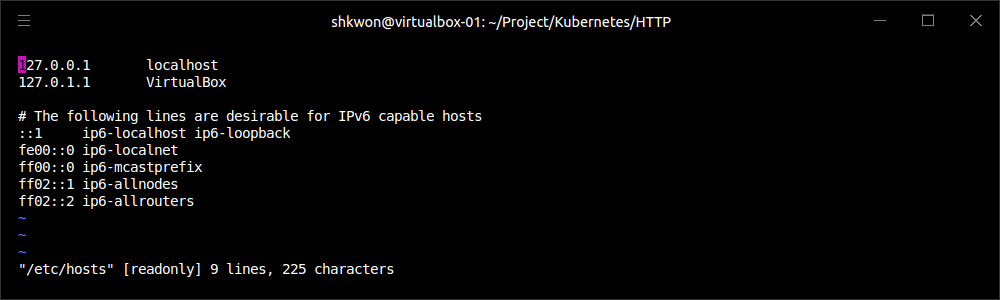 shkwon@virtualbox-01: ~/Project/Kubernetes/HTTP
127.0.0.1       localhost
127.0.1.1       VirtualBox

# The following lines are desirable for IPv6 capable hosts
::1     ip6-localhost ip6-loopback
fe00::0 ip6-localnet
ff00::0 ip6-mcastprefix
ff02::1 ip6-allnodes
ff02::2 ip6-allrouters
~
~
~
"/etc/hosts" [readonly] 9 lines, 225 characters